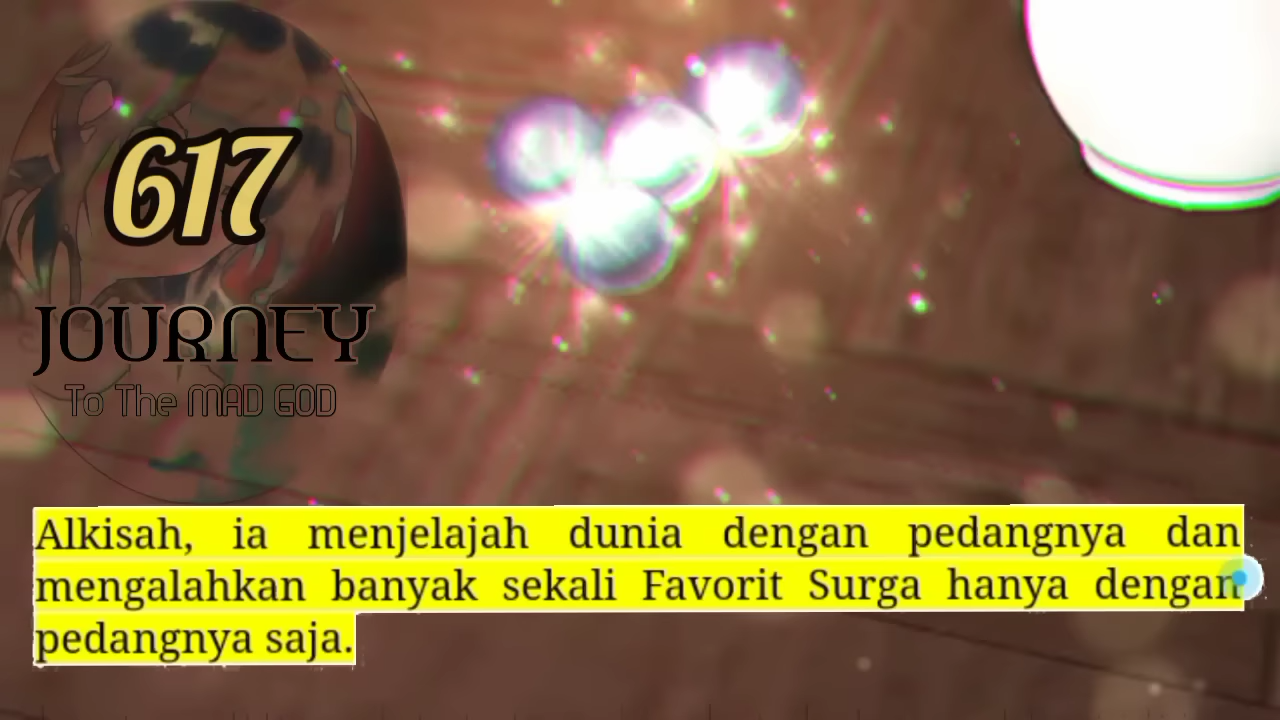 617
JOURNEY
To The MAD GOD
Alkisah, ia menjelajah dunia dengan pedangnya dan
mengalahkan banyak sekali Favorit Surga hanya dengan
pedangnya saja.